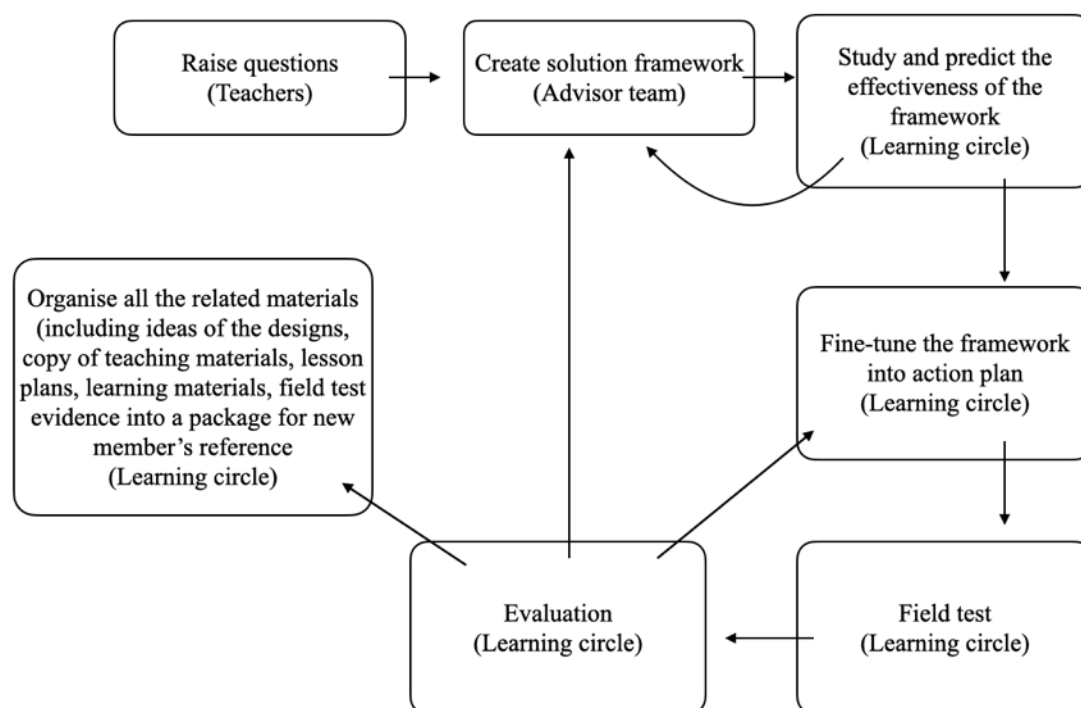 Raise questions
(Teachers)
Create solution framework
(Advisor team)
Study and predict the
effectiveness of the
framework
(Learning circle)
Organise all the related materials
(including ideas of the designs,
copy of teaching materials, lesson
plans, learning materials, field test
evidence into a package for new
member’s reference
(Learning circle)
Fine-tune the framework
into action plan
(Learning circle)
Evaluation
(Learning circle)
Field test
(Learning circle)